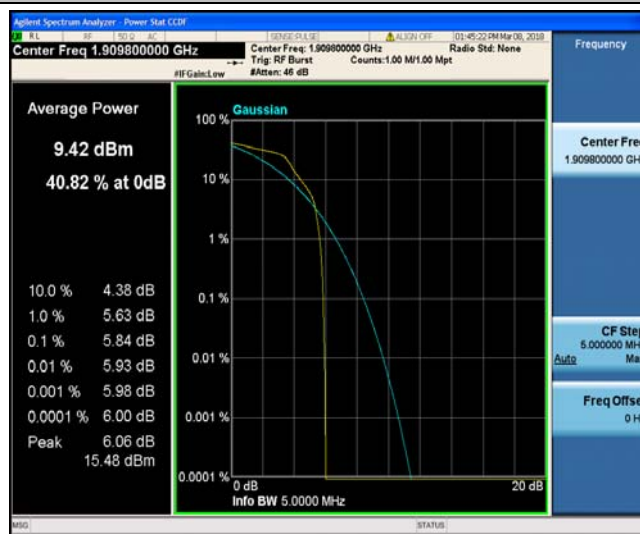 Agilent Spectrum Analyzer - Power Stat CCDF
RL RF 50 Ω AC SENSE:PULSE ALIGN OFF 01:45:22 PM Mar 08, 2018
Center Freq 1.909800000 GHz
Center Freq: 1.909800000 GHz Radio Std: None
Trig: RF Burst Counts:1.00 M/1.00 Mpt
#IFGain:Low #Atten: 46 dB
Frequency
Average Power
9.42 dBm
40.82 % at 0dB
10.0 % 4.38 dB
1.0 % 5.63 dB
0.1 % 5.84 dB
0.01 % 5.93 dB
0.001 % 5.98 dB
0.0001 % 6.00 dB
Peak 6.06 dB
15.48 dBm
Gaussian
100 %
10 %
1 %
0.1 %
0.01 %
0.001 %
0.0001 %
0 dB 20 dB
Info BW 5.0000 MHz
Center Fre
1.909800000 GH
CF Ste
5.000000 MH
Auto Ma
Freq Offse
0 H
MSG STATUS